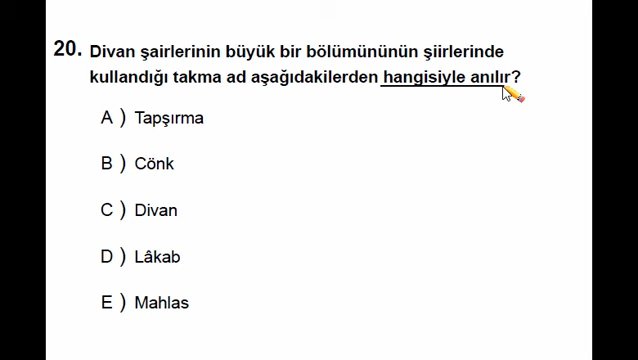 20. Divan şairlerinin büyük bir bölümününün şiirlerinde
kullandığı takma ad aşağıdakilerden hangisiyle anılır?
A ) Tapşırma
B ) Cönk
C ) Divan
D ) Lâkab
E ) Mahlas